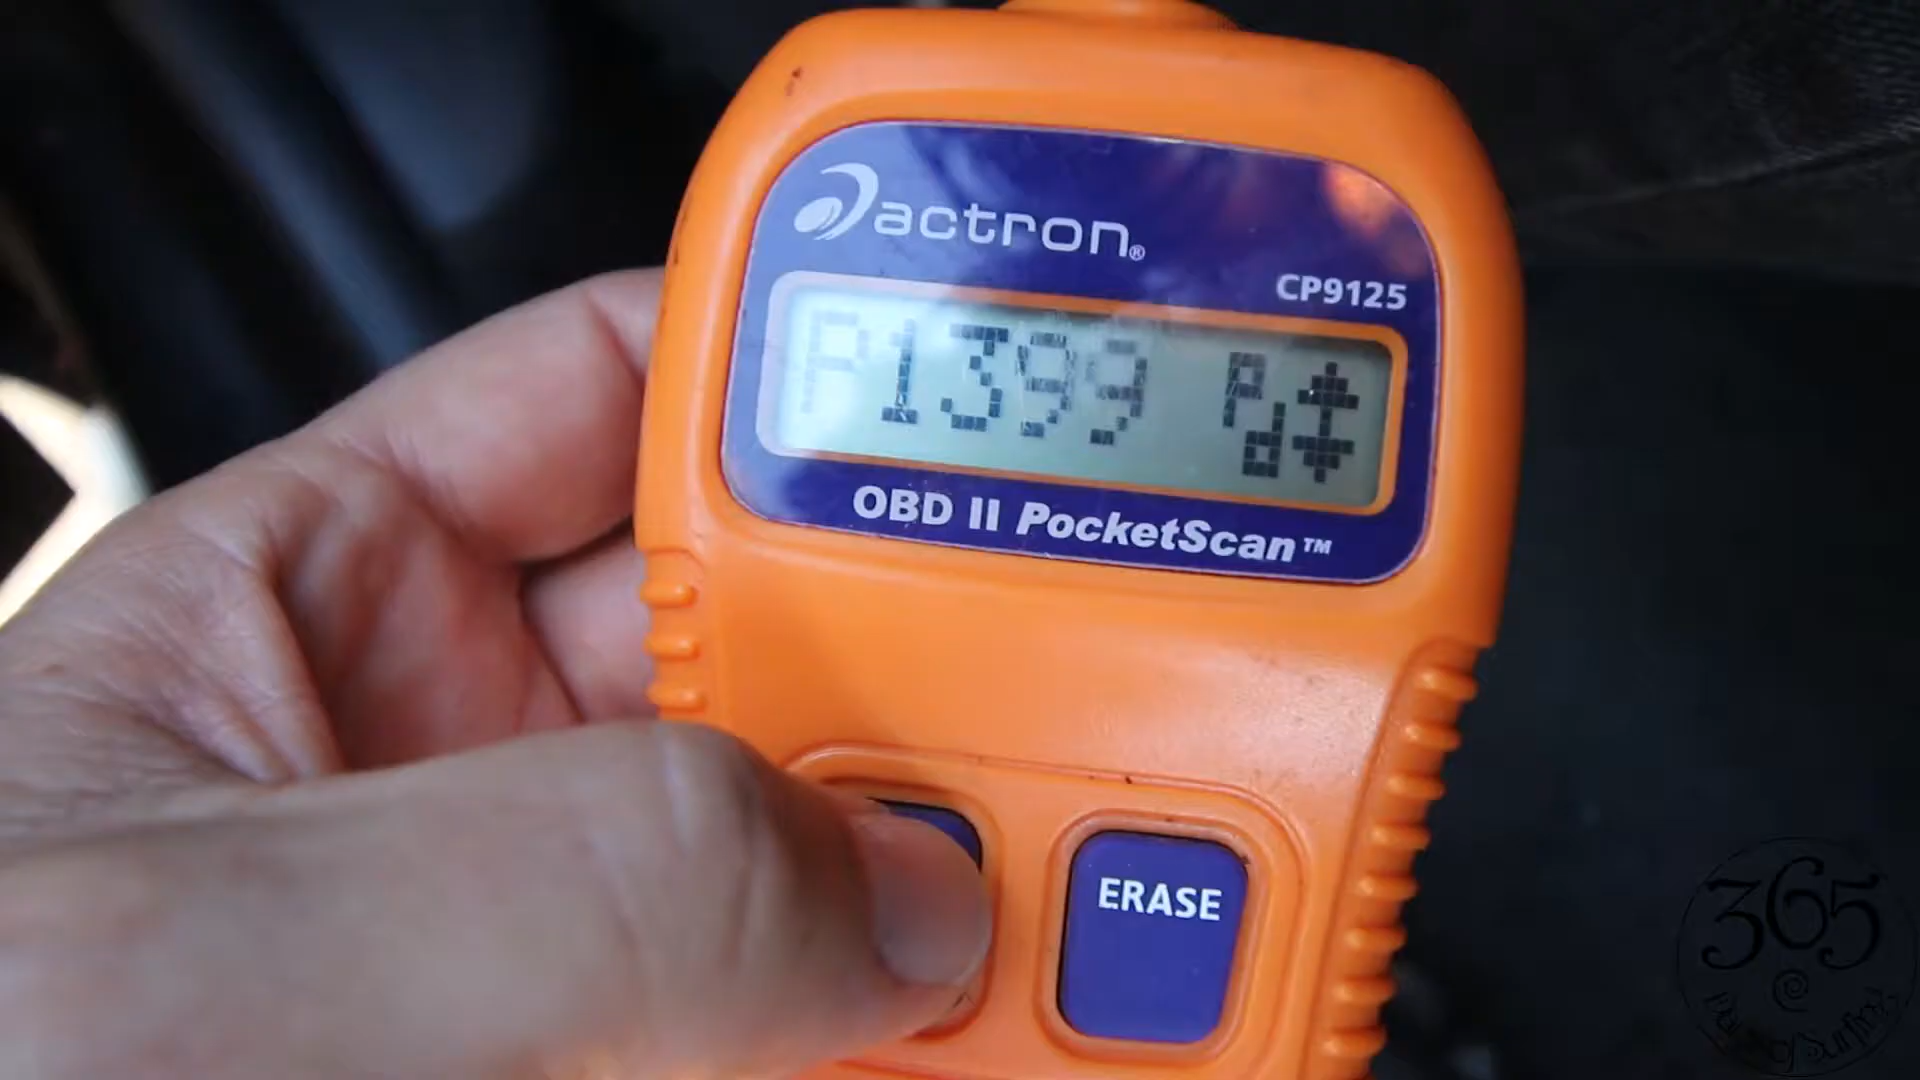 actron®
CP9125
P1399 Pd
OBD II PocketScan™
ERASE
365